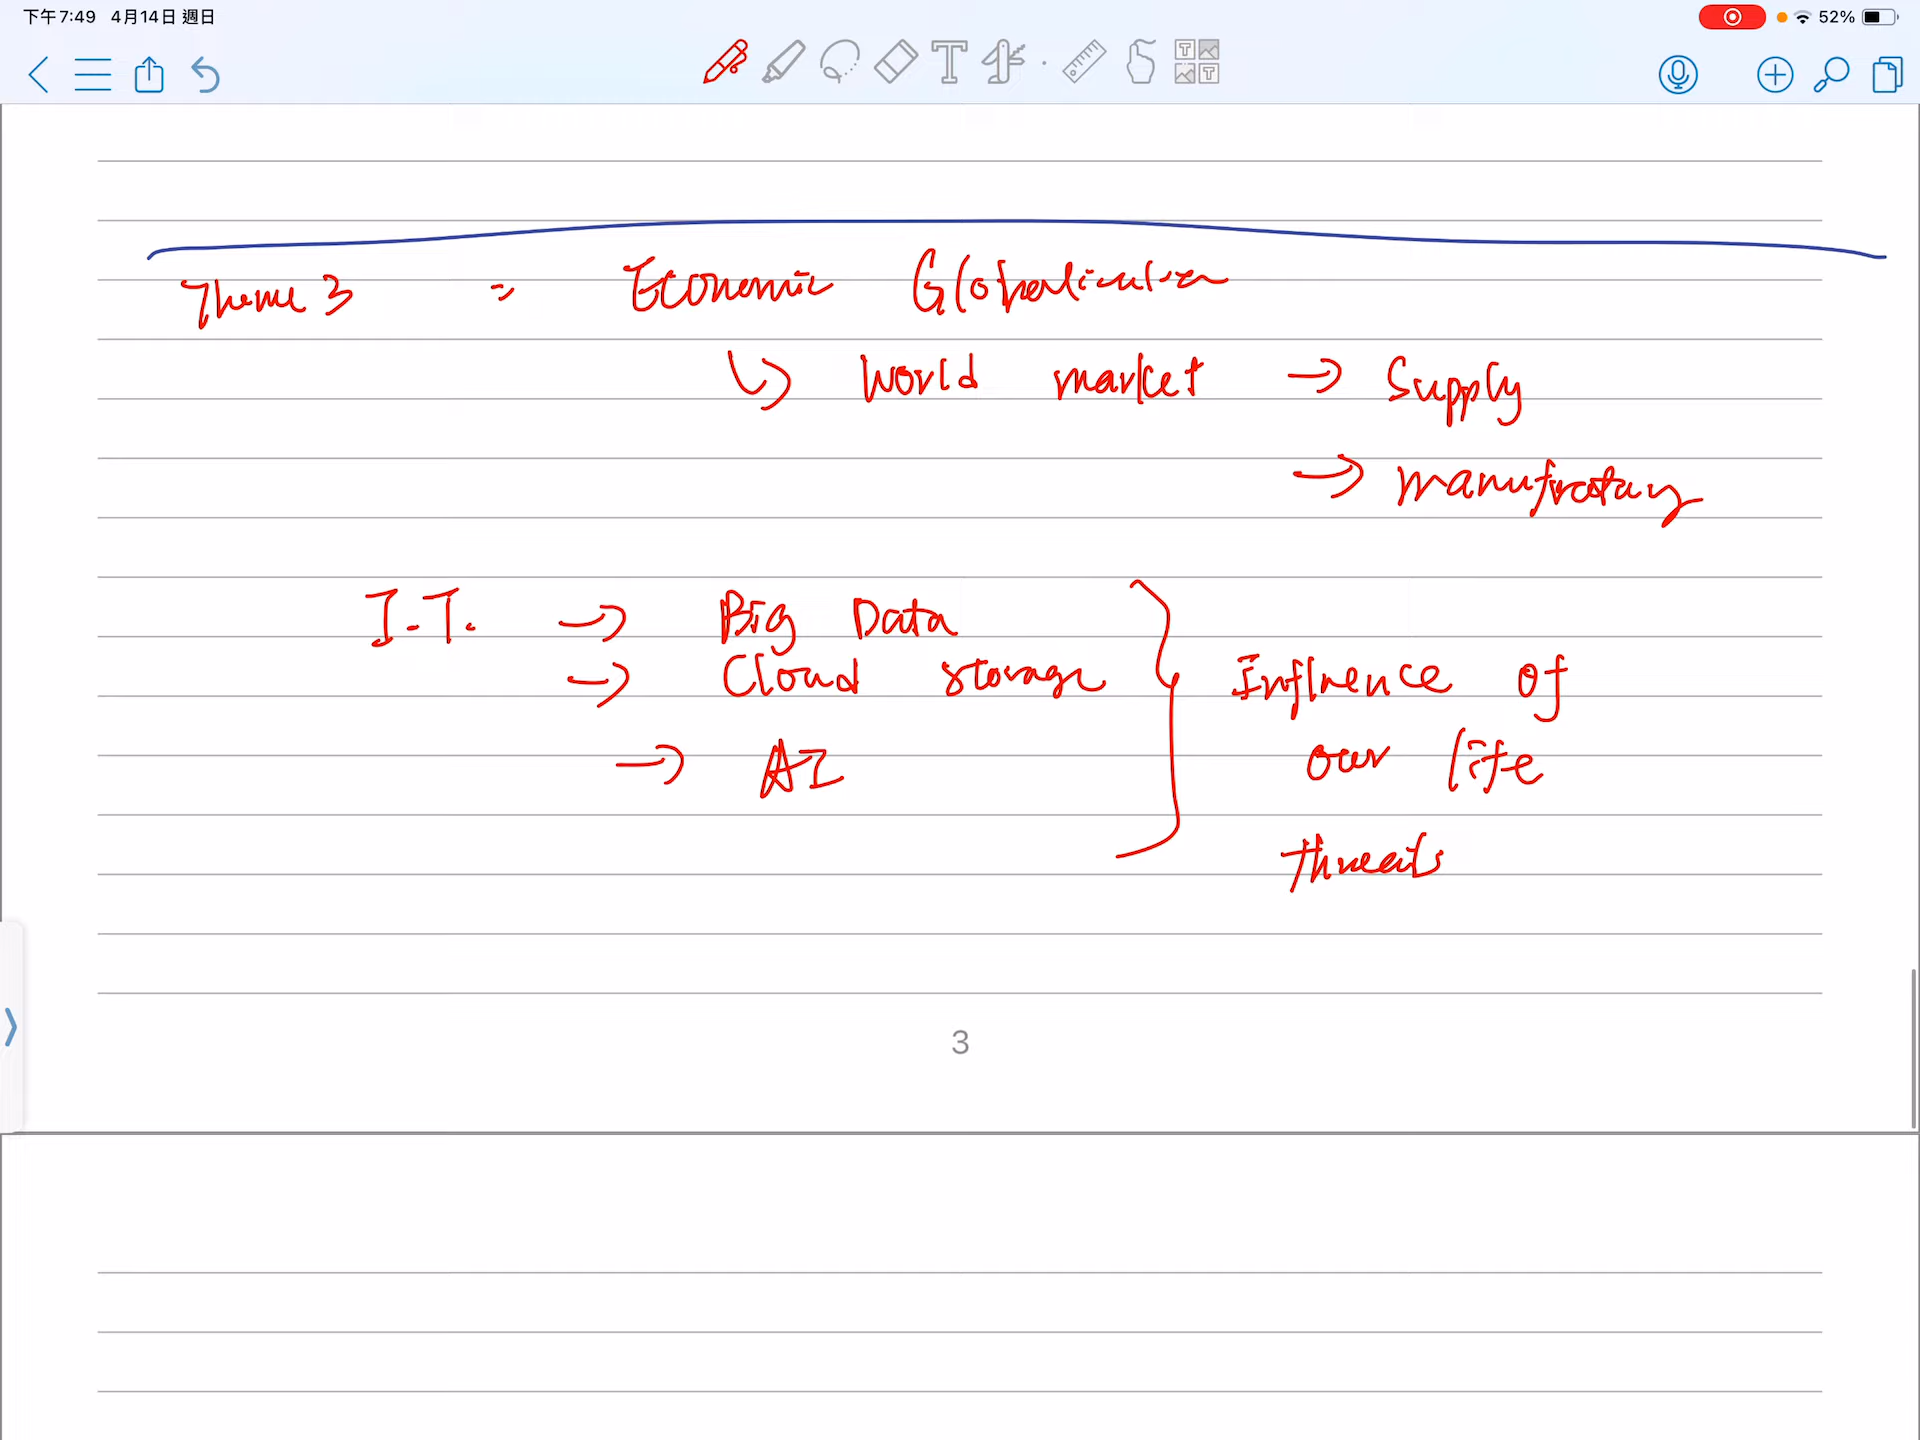 下午7:49 4月14日 週日
52%
Theme 3 = Economic Globalization
↳ World market → Supply
→ manufactory
I.T. → Big Data
→ Cloud storage
Influence of
→ AI
our life
threats
3